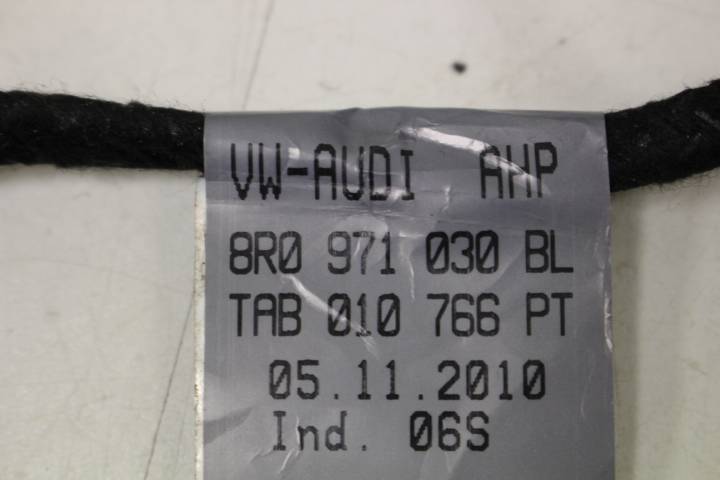 VW-AUDI AHP
8R0 971 030 BL
TAB 010 766 PT
05.11.2010
Ind. 06S